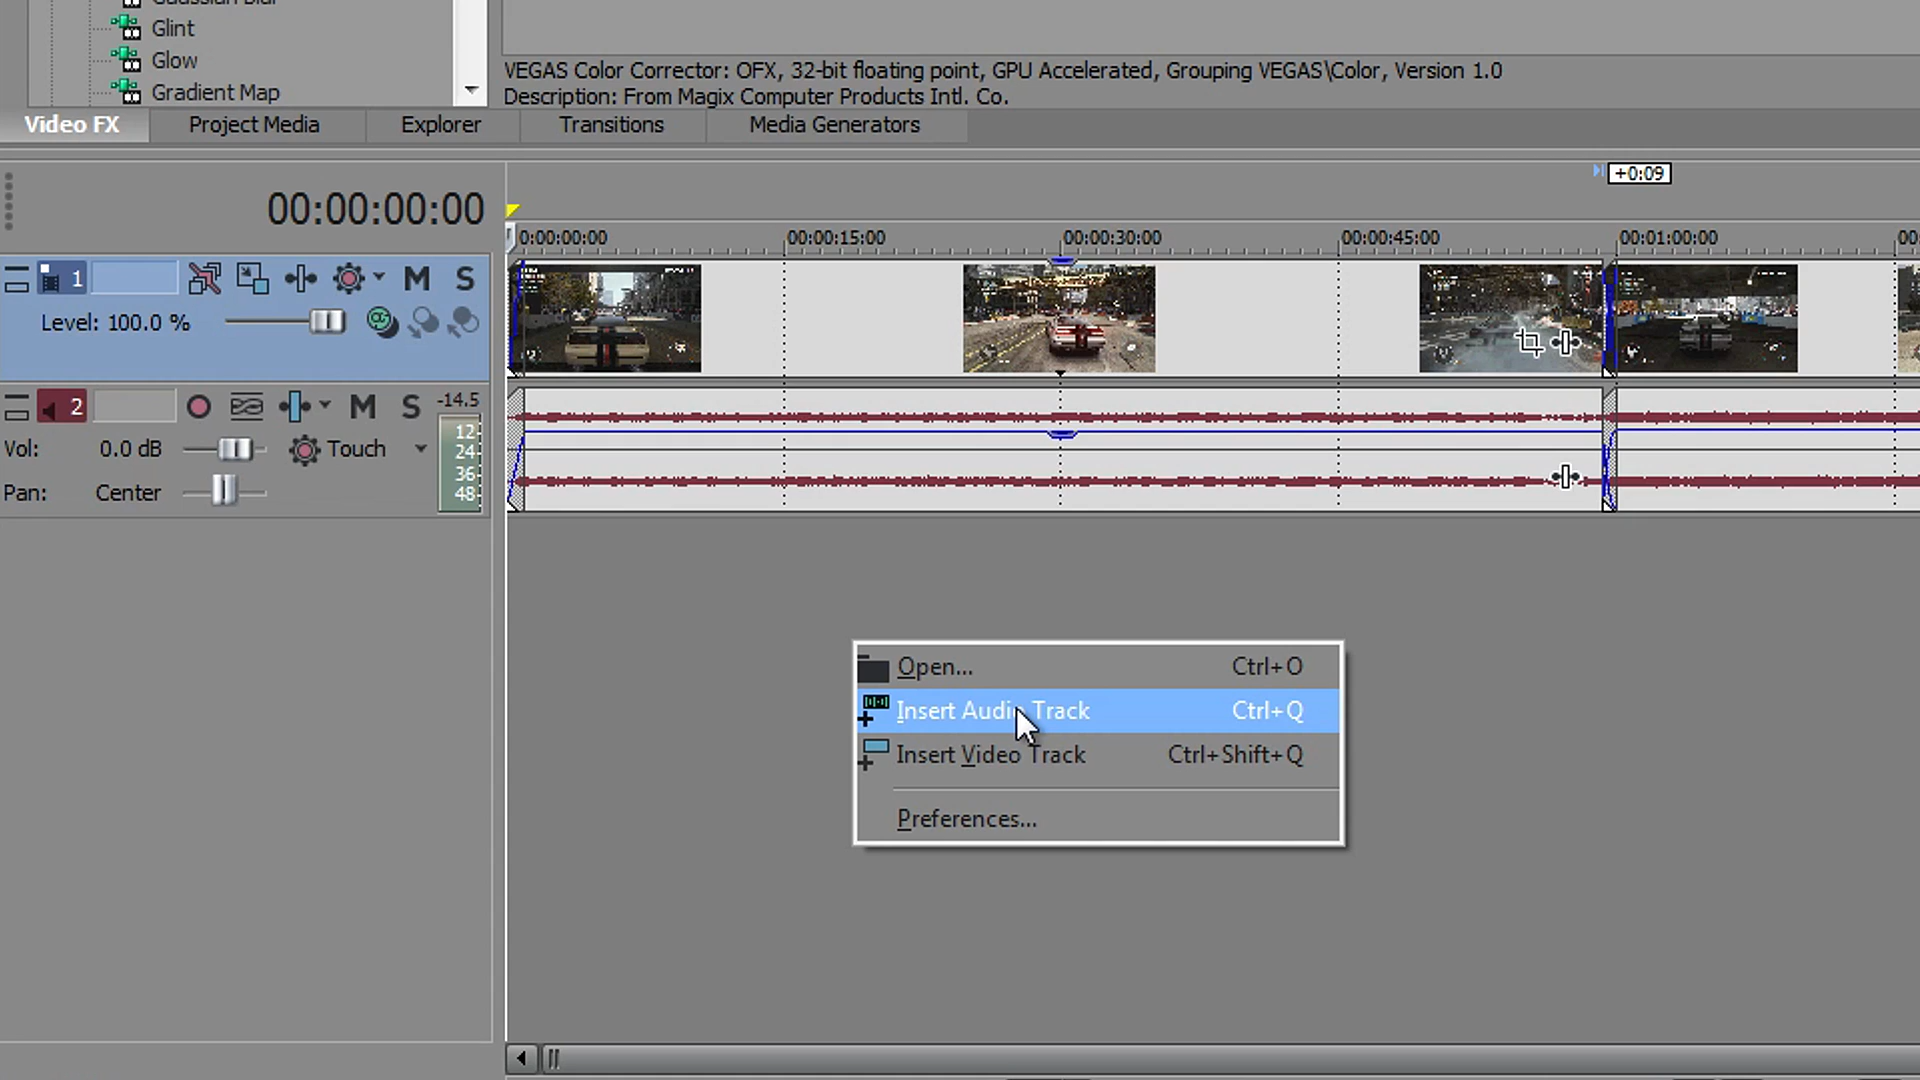 Gaussian Blur
Glint
Glow
Gradient Map
VEGAS Color Corrector: OFX, 32-bit floating point, GPU Accelerated, Grouping VEGAS\Color, Version 1.0
Description: From Magix Computer Products Intl. Co.
Video FX
Project Media
Explorer
Transitions
Media Generators
+0:09
00:00:00:00
0:00:00:00
00:00:15:00
00:00:30:00
00:00:45:00
00:01:00:00
00
1
M
S
Level: 100.0 %
2
M
S
-14.5
Vol:
0.0 dB
Touch
Pan:
Center
12
24
36
48
Open...
Ctrl+O
Insert Audio Track
Ctrl+Q
Insert Video Track
Ctrl+Shift+Q
Preferences...